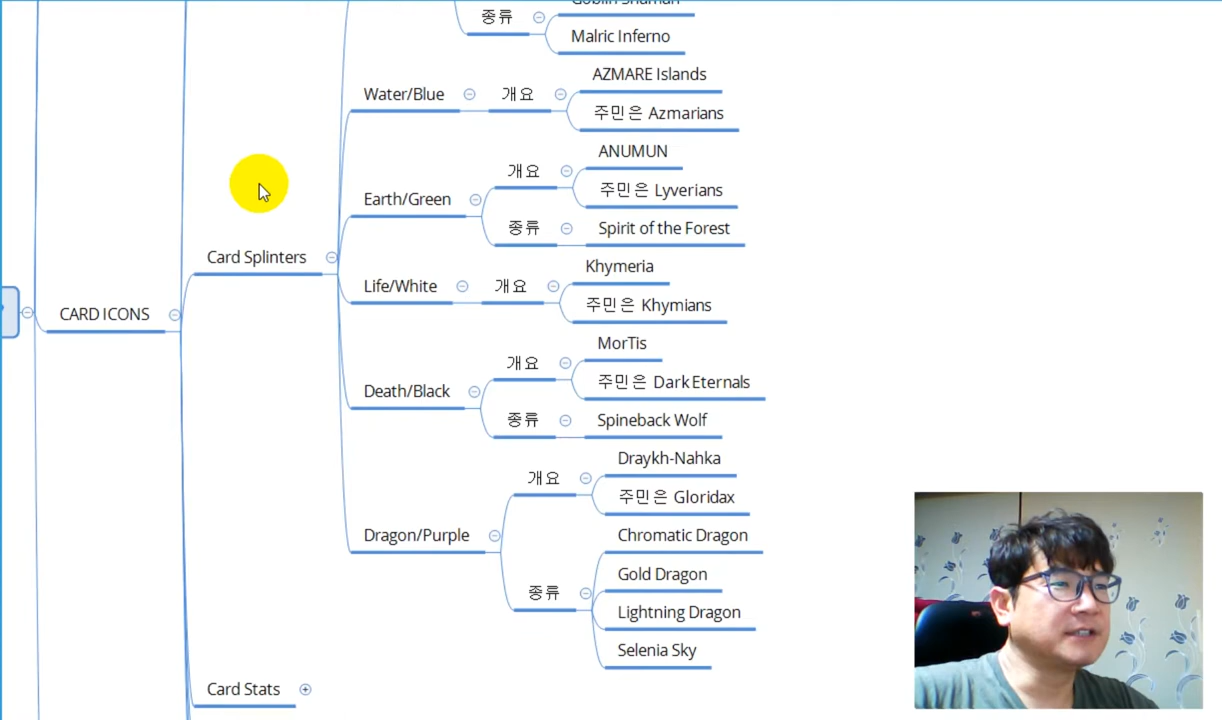 Goblin Shaman
종류
Malric Inferno
AZMARE Islands
Water/Blue
개요
주민은 Azmarians
ANUMUN
개요
주민은 Lyverians
Earth/Green
종류
Spirit of the Forest
Card Splinters
Khymeria
Life/White
개요
주민은 Khymians
CARD ICONS
MorTis
개요
주민은 Dark Eternals
Death/Black
종류
Spineback Wolf
Draykh-Nahka
개요
주민은 Gloridax
Dragon/Purple
Chromatic Dragon
Gold Dragon
종류
Lightning Dragon
Selenia Sky
Card Stats